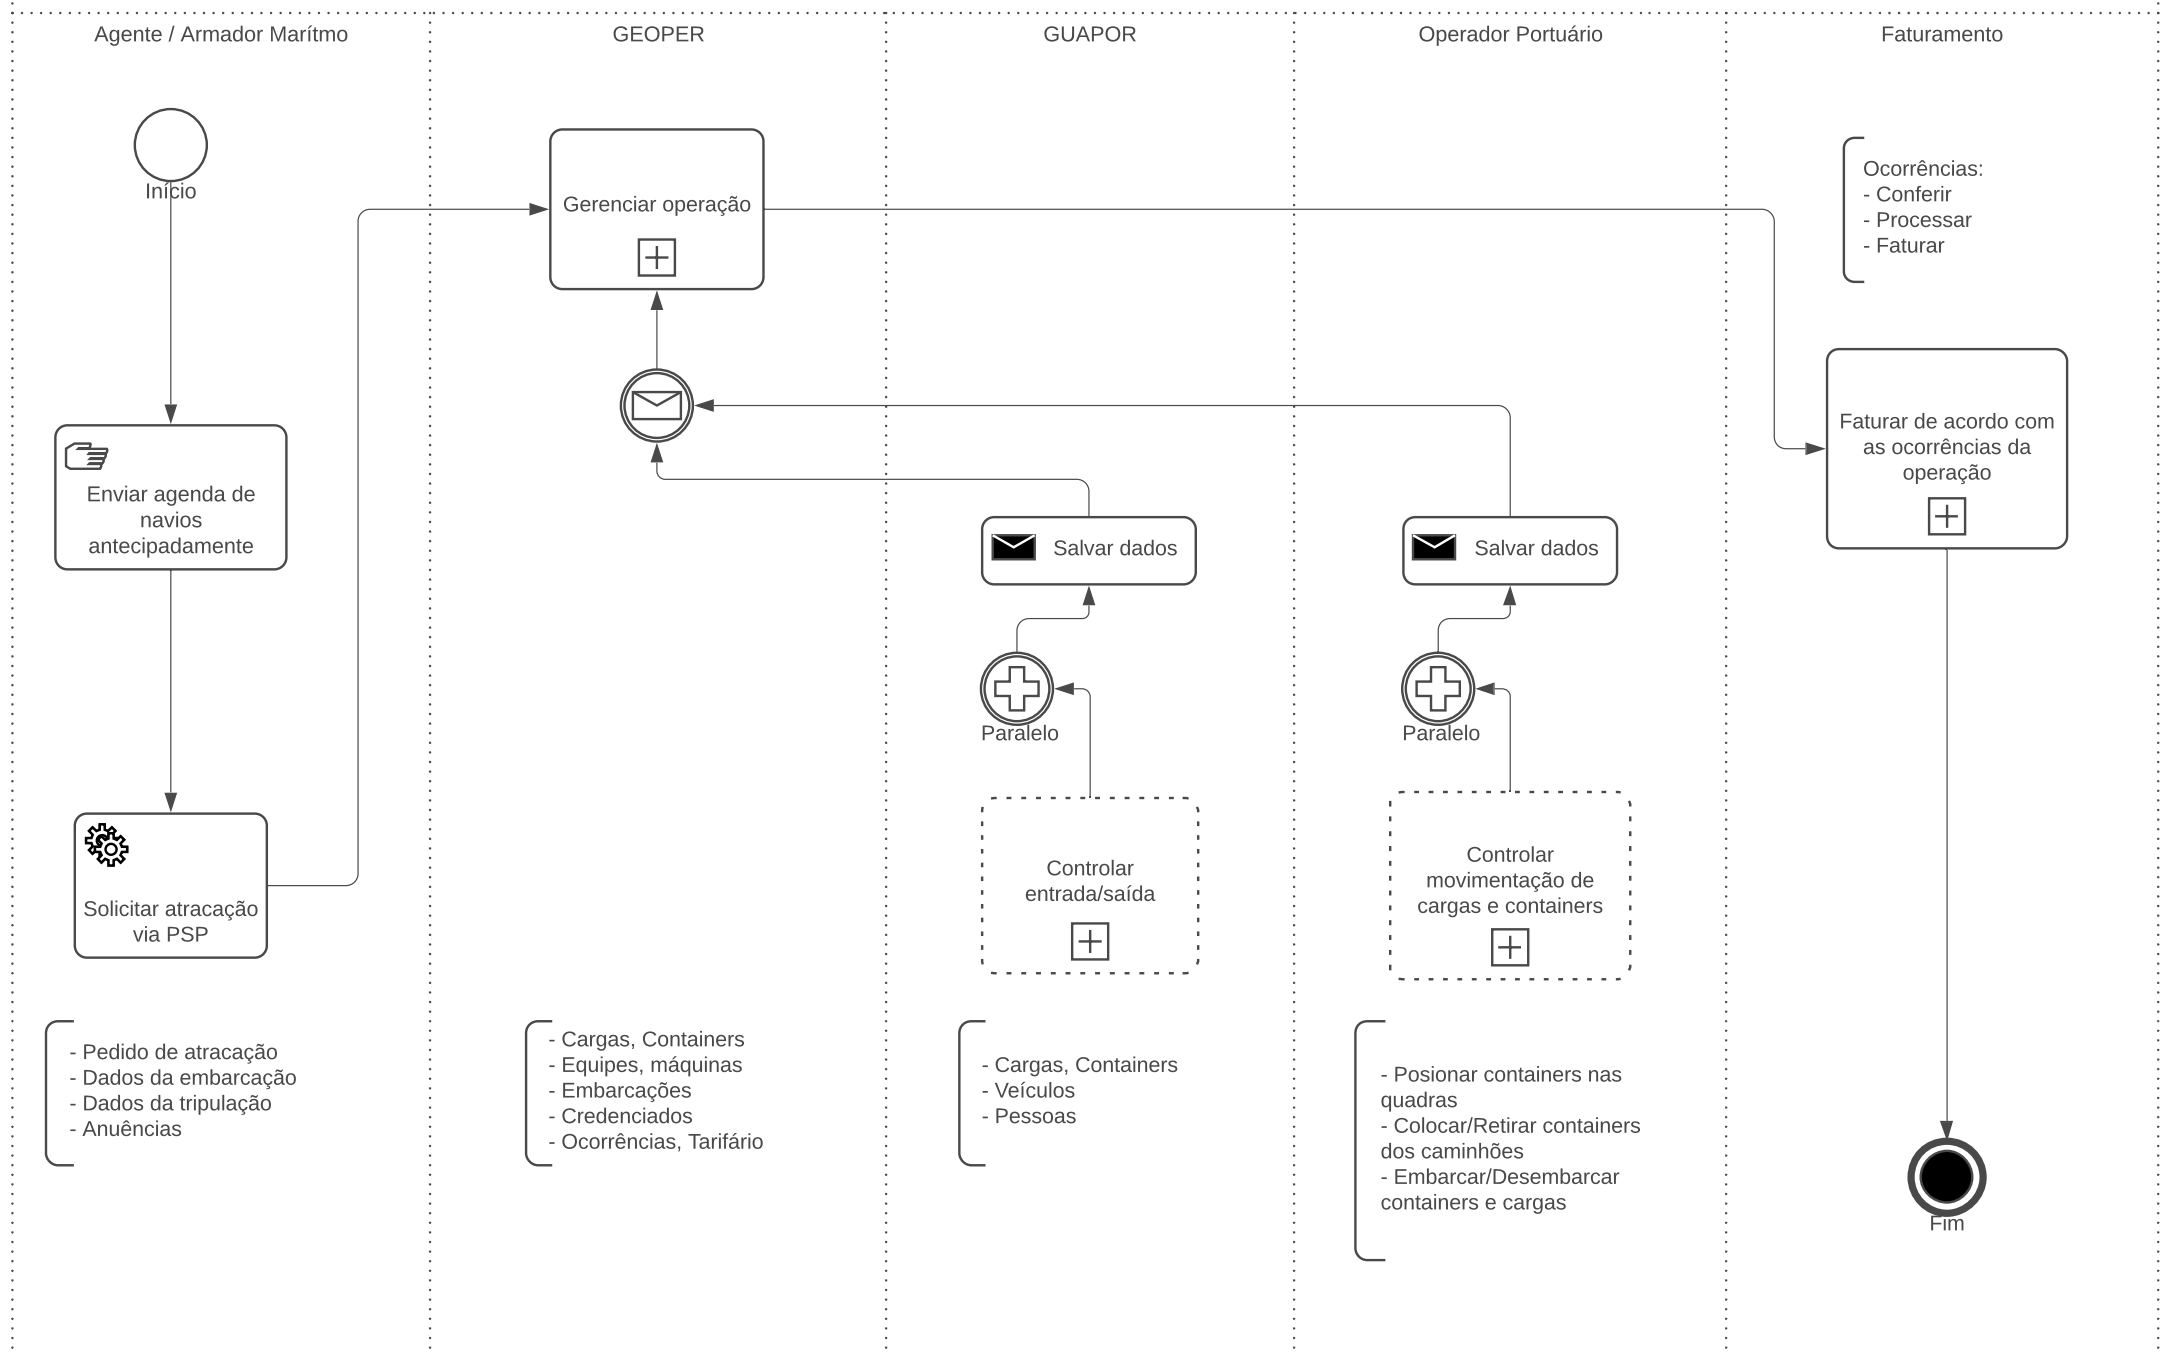 Agente / Armador Marítmo
GEOPER
GUAPOR
Operador Portuário
Faturamento
Início
Enviar agenda de
navios
antecipadamente
Solicitar atracação
via PSP
- Pedido de atracação
- Dados da embarcação
- Dados da tripulação
- Anuências
Gerenciar operação
- Cargas, Containers
- Equipes, máquinas
- Embarcações
- Credenciados
- Ocorrências, Tarifário
Salvar dados
Paralelo
Controlar
entrada/saída
- Cargas, Containers
- Veículos
- Pessoas
Salvar dados
Paralelo
Controlar
movimentação de
cargas e containers
- Posionar containers nas
quadras
- Colocar/Retirar containers
dos caminhões
- Embarcar/Desembarcar
containers e cargas
Ocorrências:
- Conferir
- Processar
- Faturar
Faturar de acordo com
as ocorrências da
operação
Fim